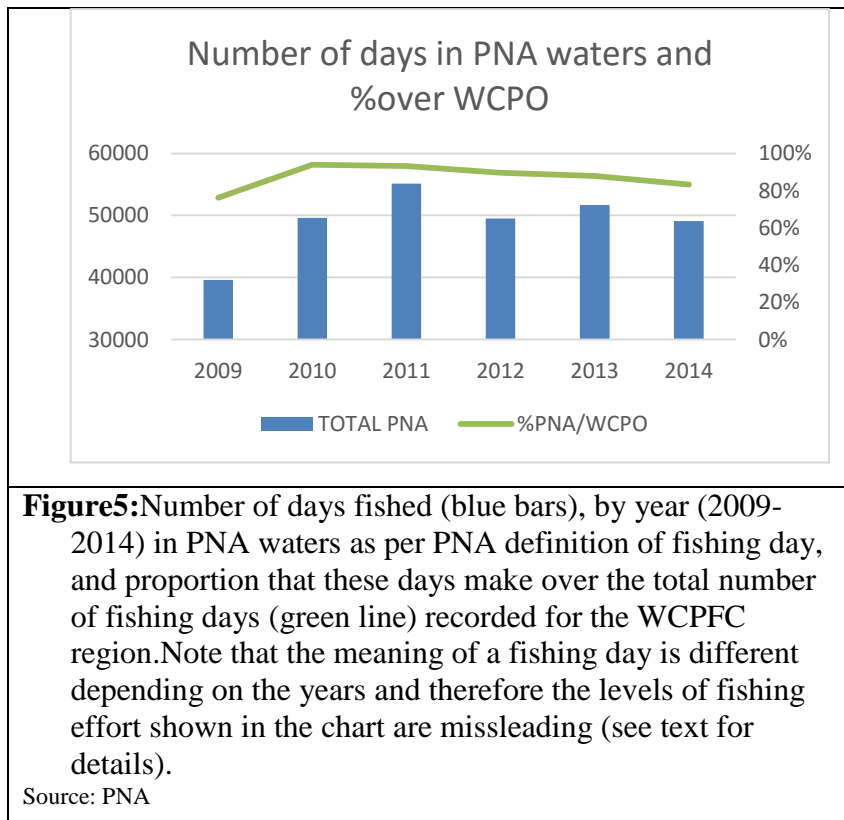 Number of days in PNA waters and
%over WCPO
60000
50000
40000
30000
100%
80%
60%
40%
20%
0%
2009 2010 2011 2012 2013 2014
TOTAL PNA %PNA/WCPO
Figure5:Number of days fished (blue bars), by year (2009-
2014) in PNA waters as per PNA definition of fishing day,
and proportion that these days make over the total number
of fishing days (green line) recorded for the WCPFC
region.Note that the meaning of a fishing day is different
depending on the years and therefore the levels of fishing
effort shown in the chart are missleading (see text for
details).
Source: PNA